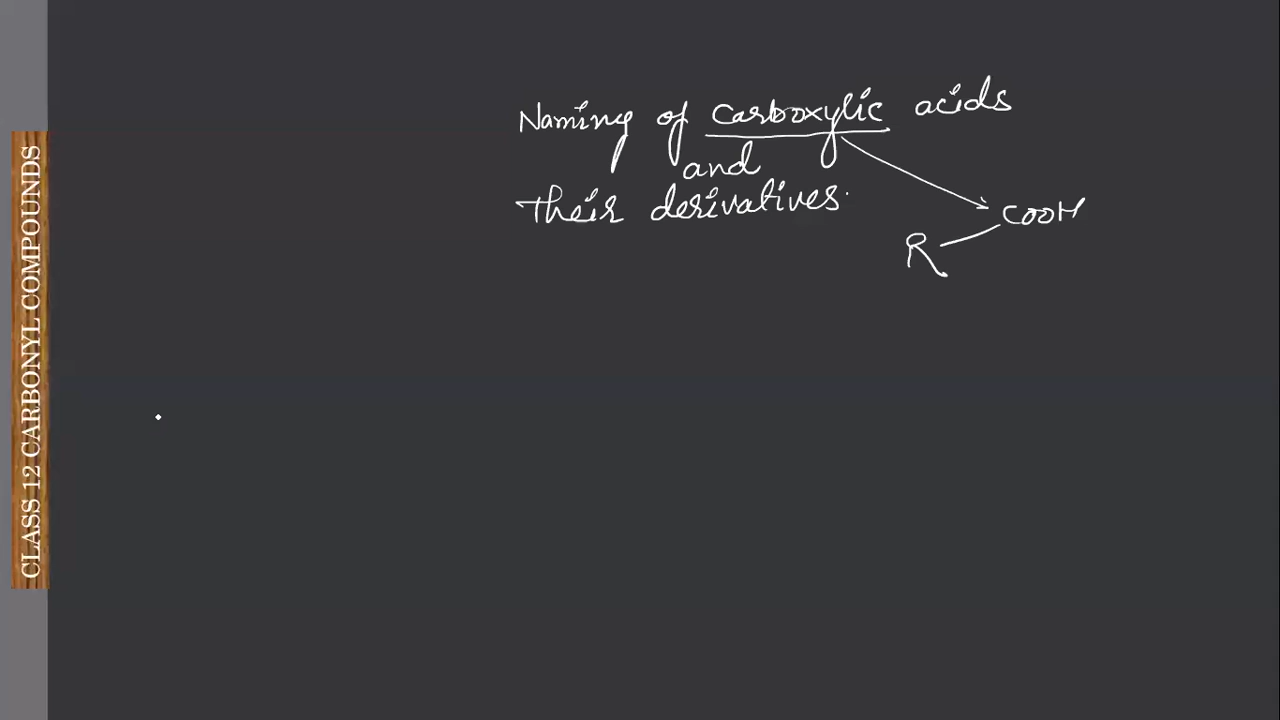 CLASS 12 CARBONYL COMPOUNDS
Naming of carboxylic acids
and
their derivatives.
COOH
R